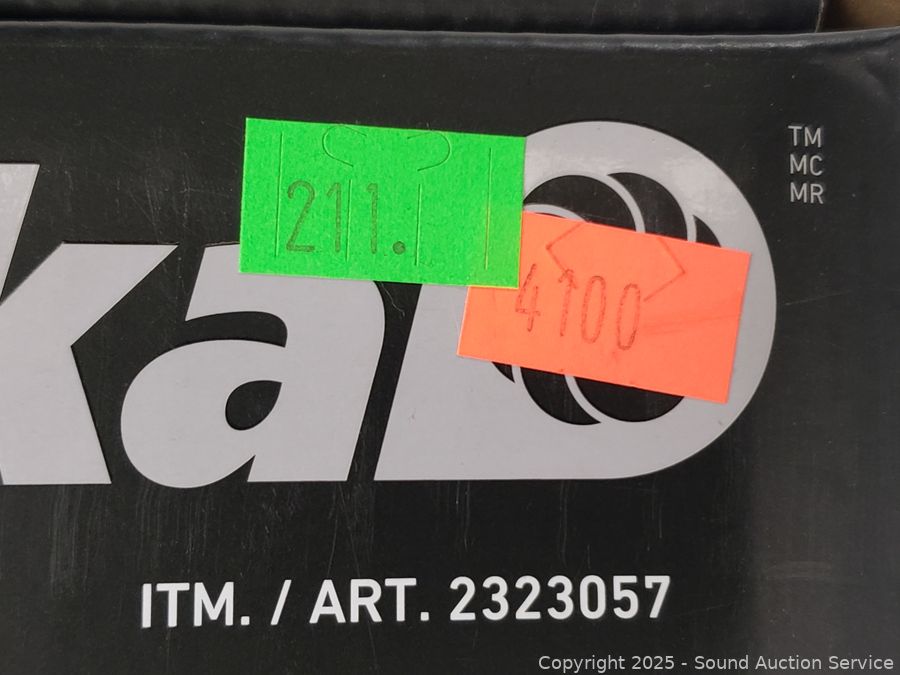 TM
MC
MR
211.
4100
ka
ITM. / ART. 2323057
Copyright 2025 - Sound Auction Service